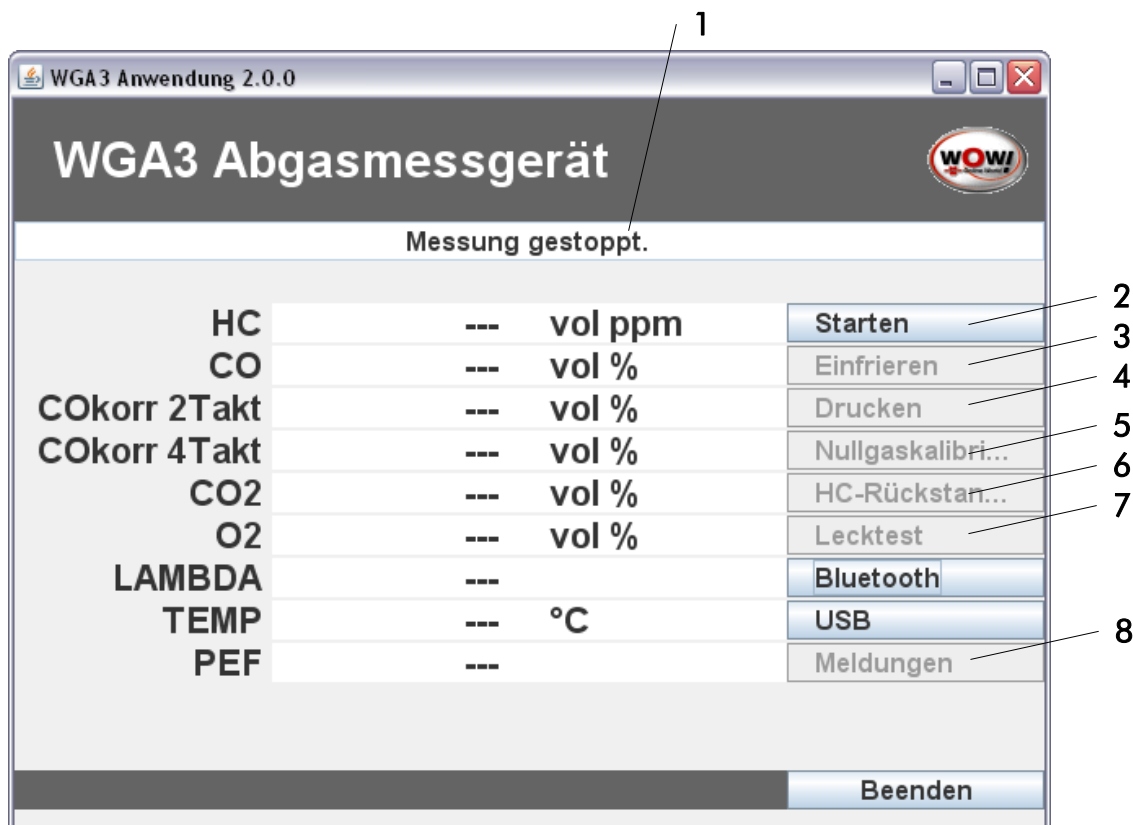 1
WGA3 Anwendung 2.0.0
WGA3 Abgasmessgerät
WOW!
Messung gestoppt.
HC --- vol ppm Starten 2
CO --- vol % Einfrieren 3
COkorr 2Takt --- vol % Drucken 4
COkorr 4Takt --- vol % Nullgaskalibri... 5
CO2 --- vol % HC-Rückstan... 6
O2 --- vol % Lecktest 7
LAMBDA --- Bluetooth
TEMP --- °C USB
PEF --- Meldungen 8
Beenden